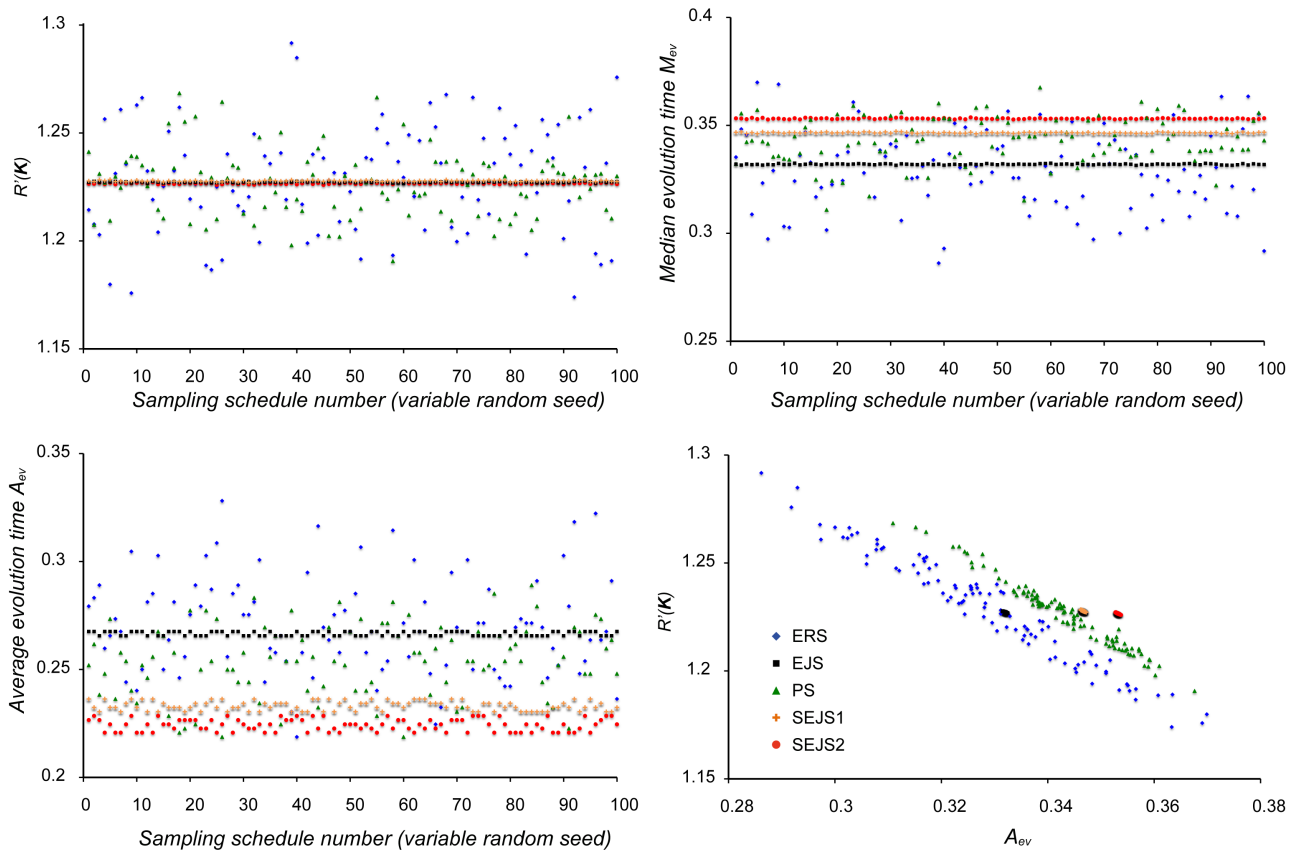 1.3
1.25
1.2
1.15
R'(K)
0 10 20 30 40 50 60 70 80 90 100
Sampling schedule number (variable random seed)
0.4
0.35
0.3
0.25
Median evolution time Mev
0 10 20 30 40 50 60 70 80 90 100
Sampling schedule number (variable random seed)
0.35
0.3
0.25
0.2
Average evolution time Aev
0 10 20 30 40 50 60 70 80 90 100
Sampling schedule number (variable random seed)
1.3
1.25
1.2
1.15
R'(K)
ERS
EJS
PS
SEJS1
SEJS2
0.28 0.3 0.32 0.34 0.36 0.38
Aev